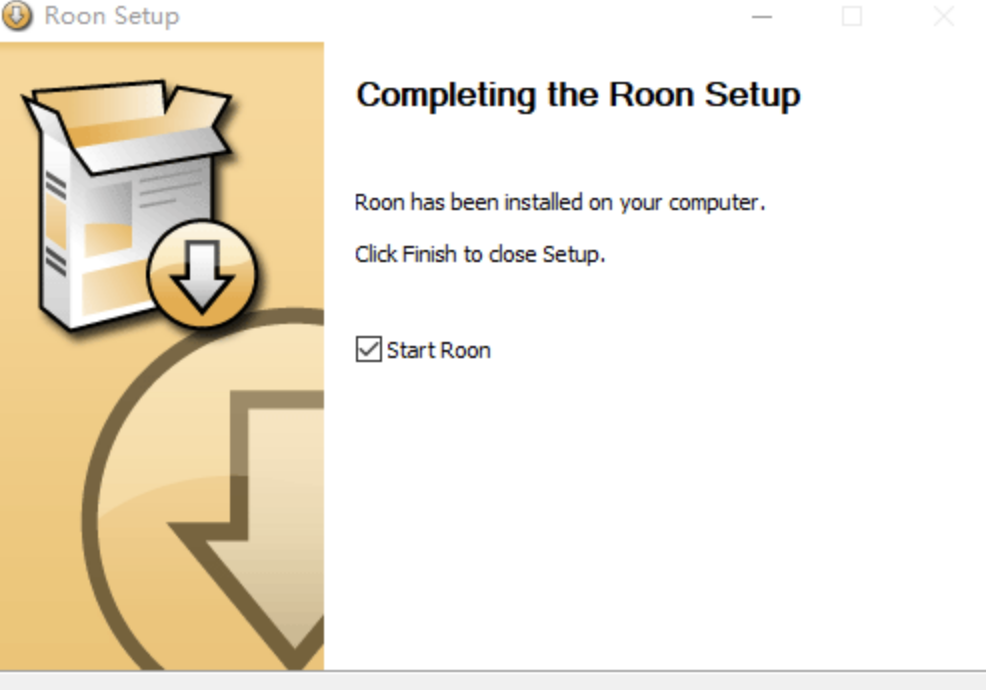 Roon Setup
Completing the Roon Setup
Roon has been installed on your computer.
Click Finish to close Setup.
Start Roon